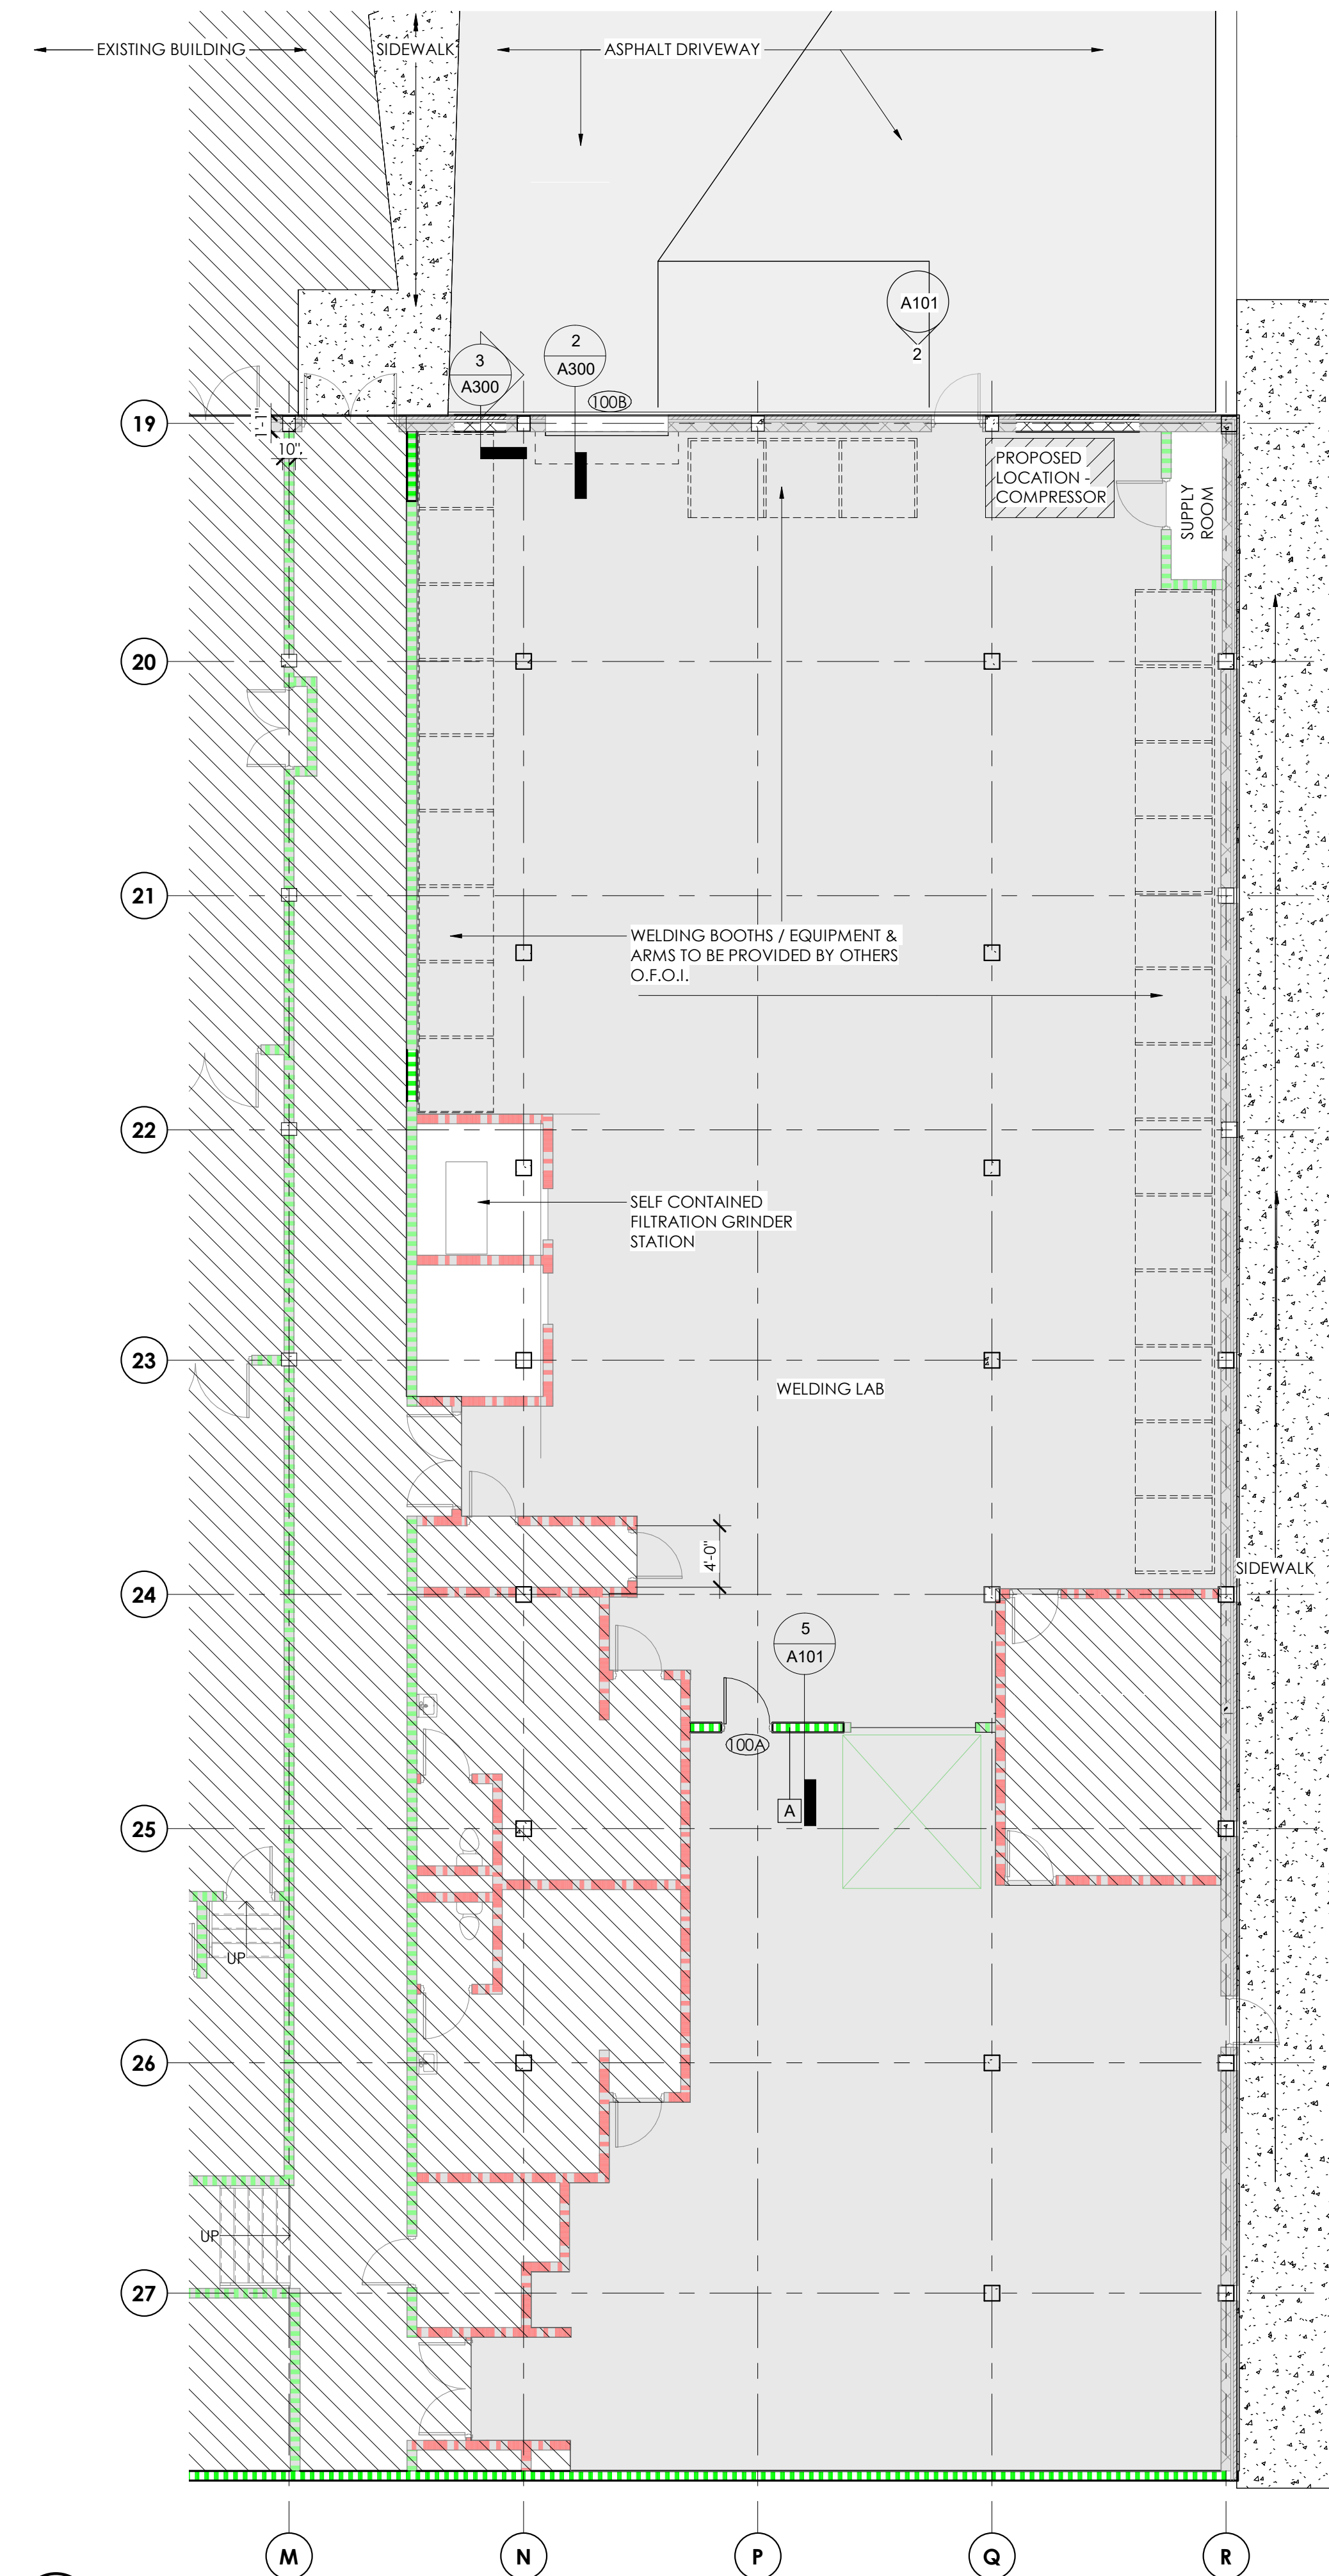 EXISTING BUILDING
SIDEWALK
ASPHALT DRIVEWAY
A101
2
3
A300
2
A300
100B
19
1'-1"
10"
PROPOSED
LOCATION -
COMPRESSOR
SUPPLY
ROOM
20
21
WELDING BOOTHS / EQUIPMENT &
ARMS TO BE PROVIDED BY OTHERS
O.F.O.I.
22
SELF CONTAINED
FILTRATION GRINDER
STATION
23
WELDING LAB
4'-0"
24
SIDEWALK
5
A101
100A
A
25
UP
26
UP
27
M
N
P
Q
R